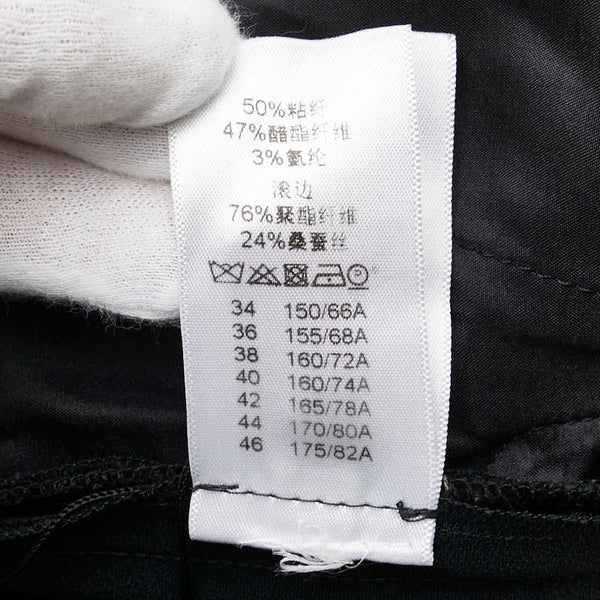 50%粘纤
47%醋酯纤维
3%氨纶
滚边
76%聚酯纤维
24%桑蚕丝
34 150/66A
36 155/68A
38 160/72A
40 160/74A
42 165/78A
44 170/80A
46 175/82A